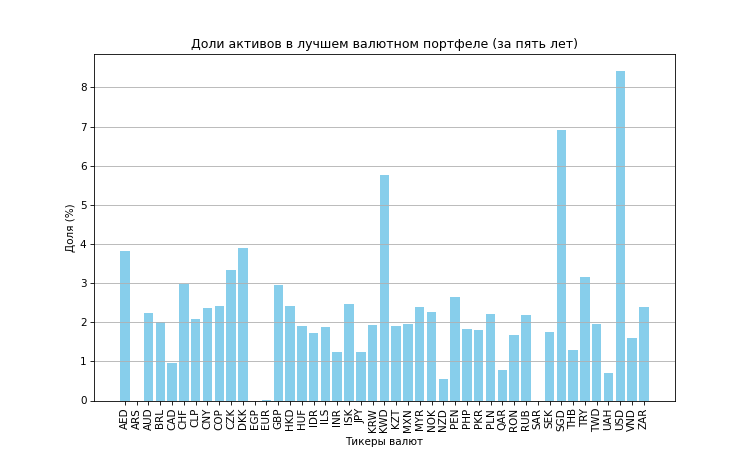 Доли активов в лучшем валютном портфеле (за пять лет)
Доля (%)
8
7
6
5
4
3
2
1
0
AED ARS AUD BRL CAD CHF CLP CNY COP CZK DKK EGP EUR GBP HKD HUF IDR ILS INR ISK JPY KRW KWD KZT MXN MYR NOK NZD PEN PHP PKR PLN QAR RON RUB SAR SEK SGD THB TRY TWD UAH USD VND ZAR
Тикеры валют